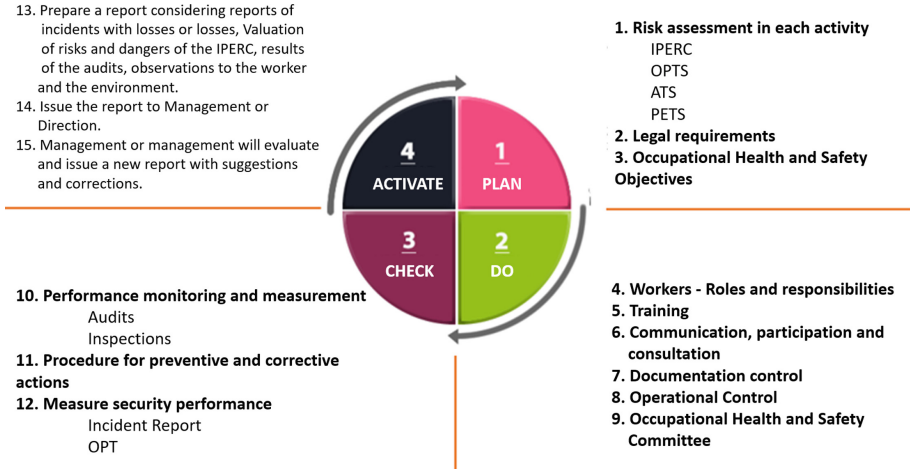 13. Prepare a report considering reports of
incidents with losses or losses, Valuation
of risks and dangers of the IPERC, results
of the audits, observations to the worker
and the environment.
14. Issue the report to Management or
Direction.
15. Management or management will evaluate
and issue a new report with suggestions
and corrections.
1. Risk assessment in each activity
IPERC
OPTS
ATS
PETS
2. Legal requirements
3. Occupational Health and Safety
Objectives
4
ACTIVATE
1
PLAN
3
CHECK
2
DO
10. Performance monitoring and measurement
Audits
Inspections
11. Procedure for preventive and corrective
actions
12. Measure security performance
Incident Report
OPT
4. Workers - Roles and responsibilities
5. Training
6. Communication, participation and
consultation
7. Documentation control
8. Operational Control
9. Occupational Health and Safety
Committee